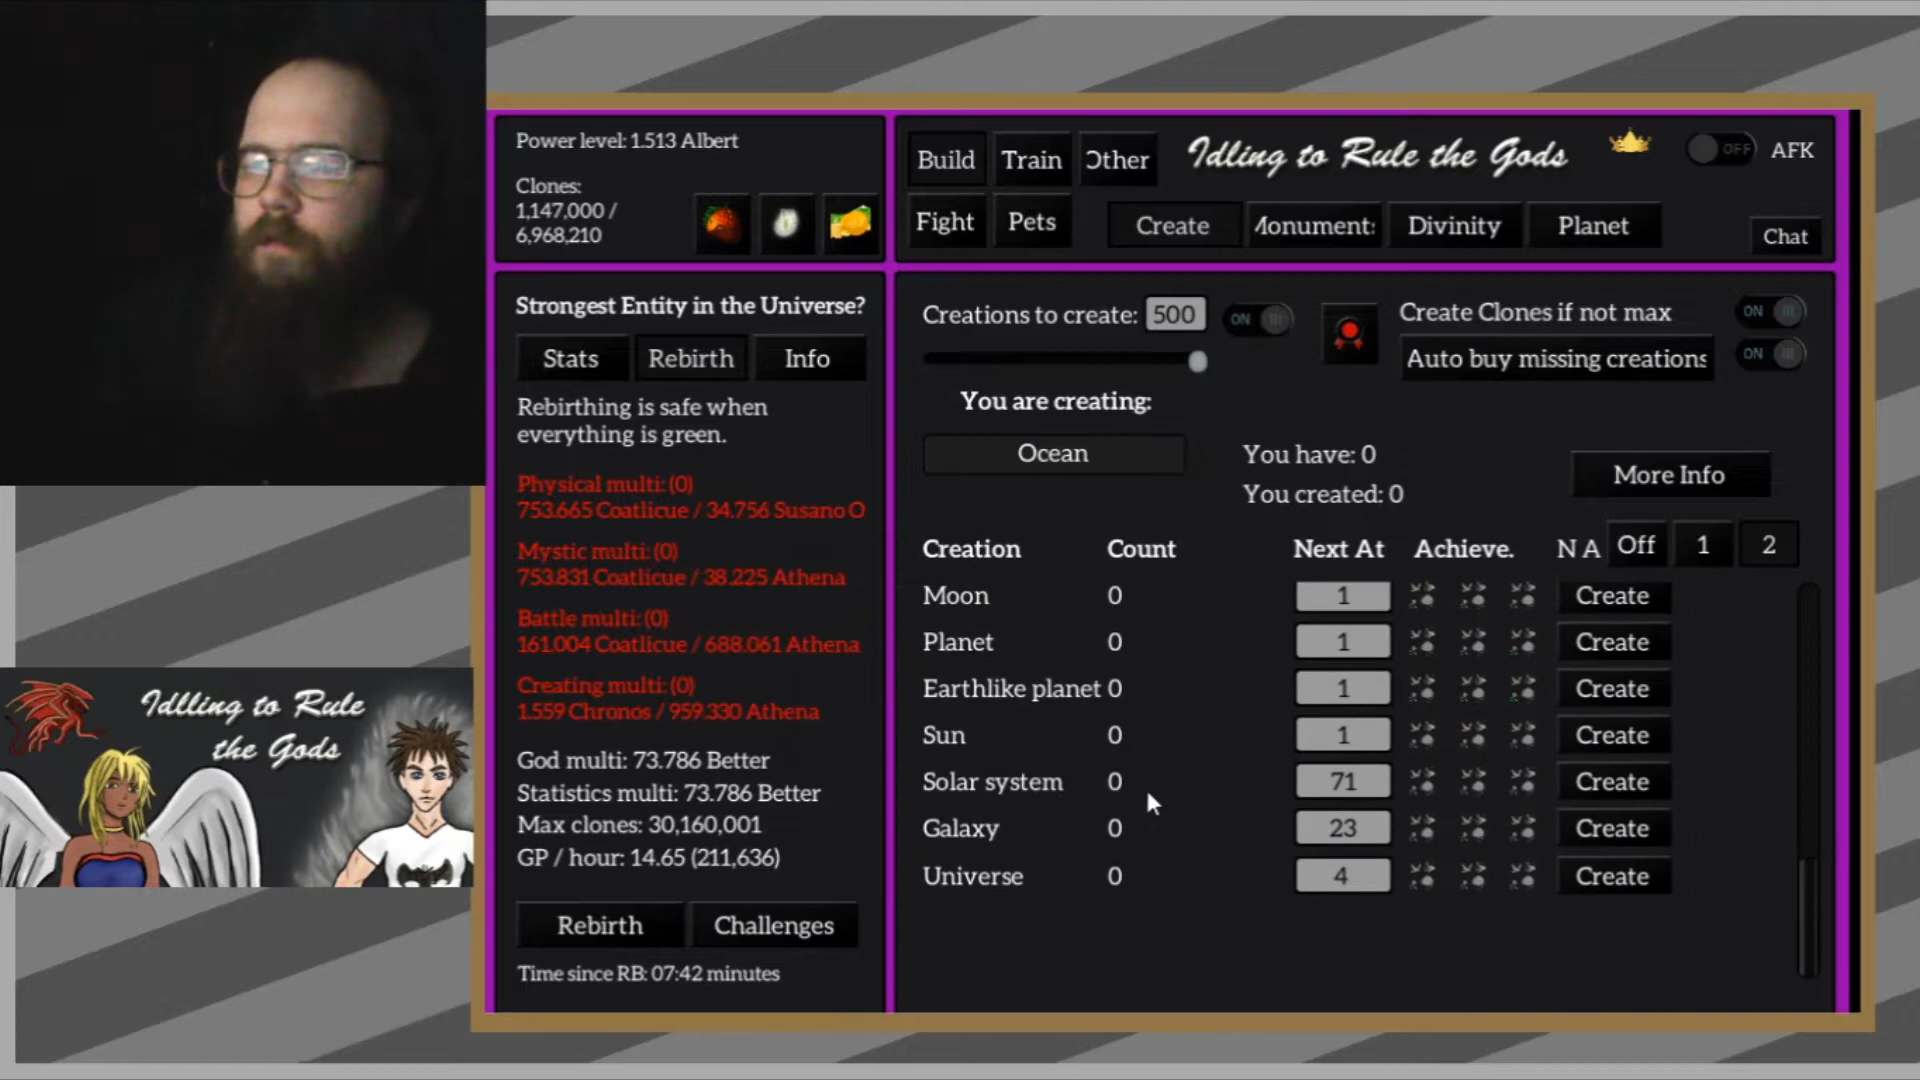 Power level: 1.513 Albert
Clones:
1,147,000 /
6,968,210
Build
Train
Other
Idling to Rule the Gods
OFF
AFK
Fight
Pets
Create
Monument:
Divinity
Planet
Chat
Strongest Entity in the Universe?
Stats
Rebirth
Info
Rebirthing is safe when
everything is green.
Physical multi: (0)
753.665 Coatlicue / 34.756 Susano O
Mystic multi: (0)
753.831 Coatlicue / 38.225 Athena
Battle multi: (0)
161.004 Coatlicue / 688.061 Athena
Creating multi: (0)
1.559 Chronos / 959.330 Athena
God multi: 73.786 Better
Statistics multi: 73.786 Better
Max clones: 30,160,001
GP / hour: 14.65 (211,636)
Rebirth
Challenges
Time since RB: 07:42 minutes
Creations to create: 500
ON
Create Clones if not max
ON
Auto buy missing creations
ON
You are creating:
Ocean
You have: 0
You created: 0
More Info
Creation Count Next At Achieve. N A Off 1 2
Moon 0 1 Create
Planet 0 1 Create
Earthlike planet 0 1 Create
Sun 0 1 Create
Solar system 0 71 Create
Galaxy 0 23 Create
Universe 0 4 Create
Idlling to Rule
the Gods